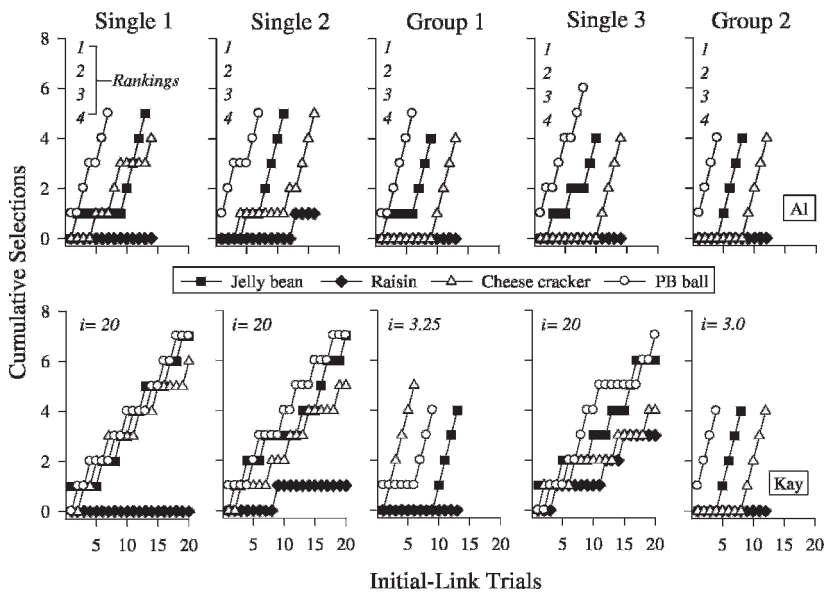 Single 1 Single 2 Group 1 Single 3 Group 2
8 1 1 1 1 1
2 Rankings 2 2 2 2
6 3 3 3 3 3
4 4 4 4 4
4
2
Al
0
Jelly bean Raisin Cheese cracker PB ball
Cumulative Selections
8 i= 20 i= 20 i= 3.25 i= 20 i= 3.0
6
4
2
Kay
0
5 10 15 20 5 10 15 20 5 10 15 20 5 10 15 20 5 10 15 20
Initial-Link Trials